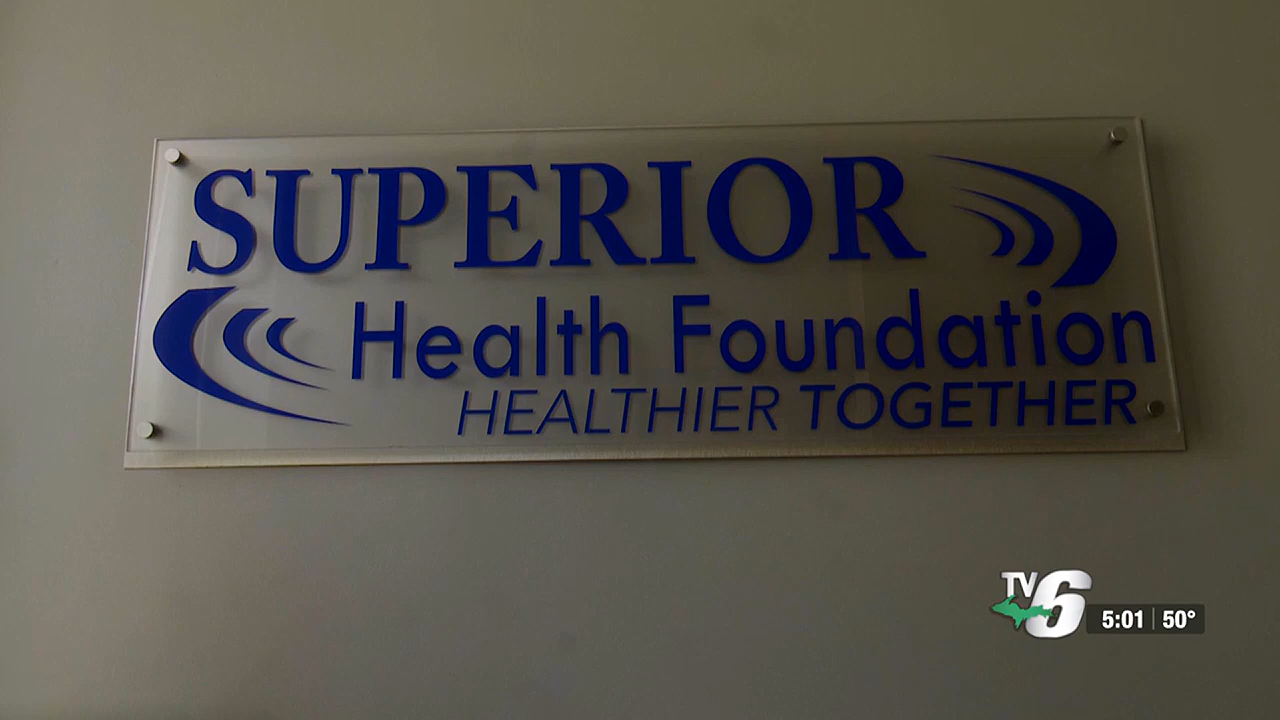 SUPERIOR
Health Foundation
HEALTHIER TOGETHER
TV6
5:01 50°